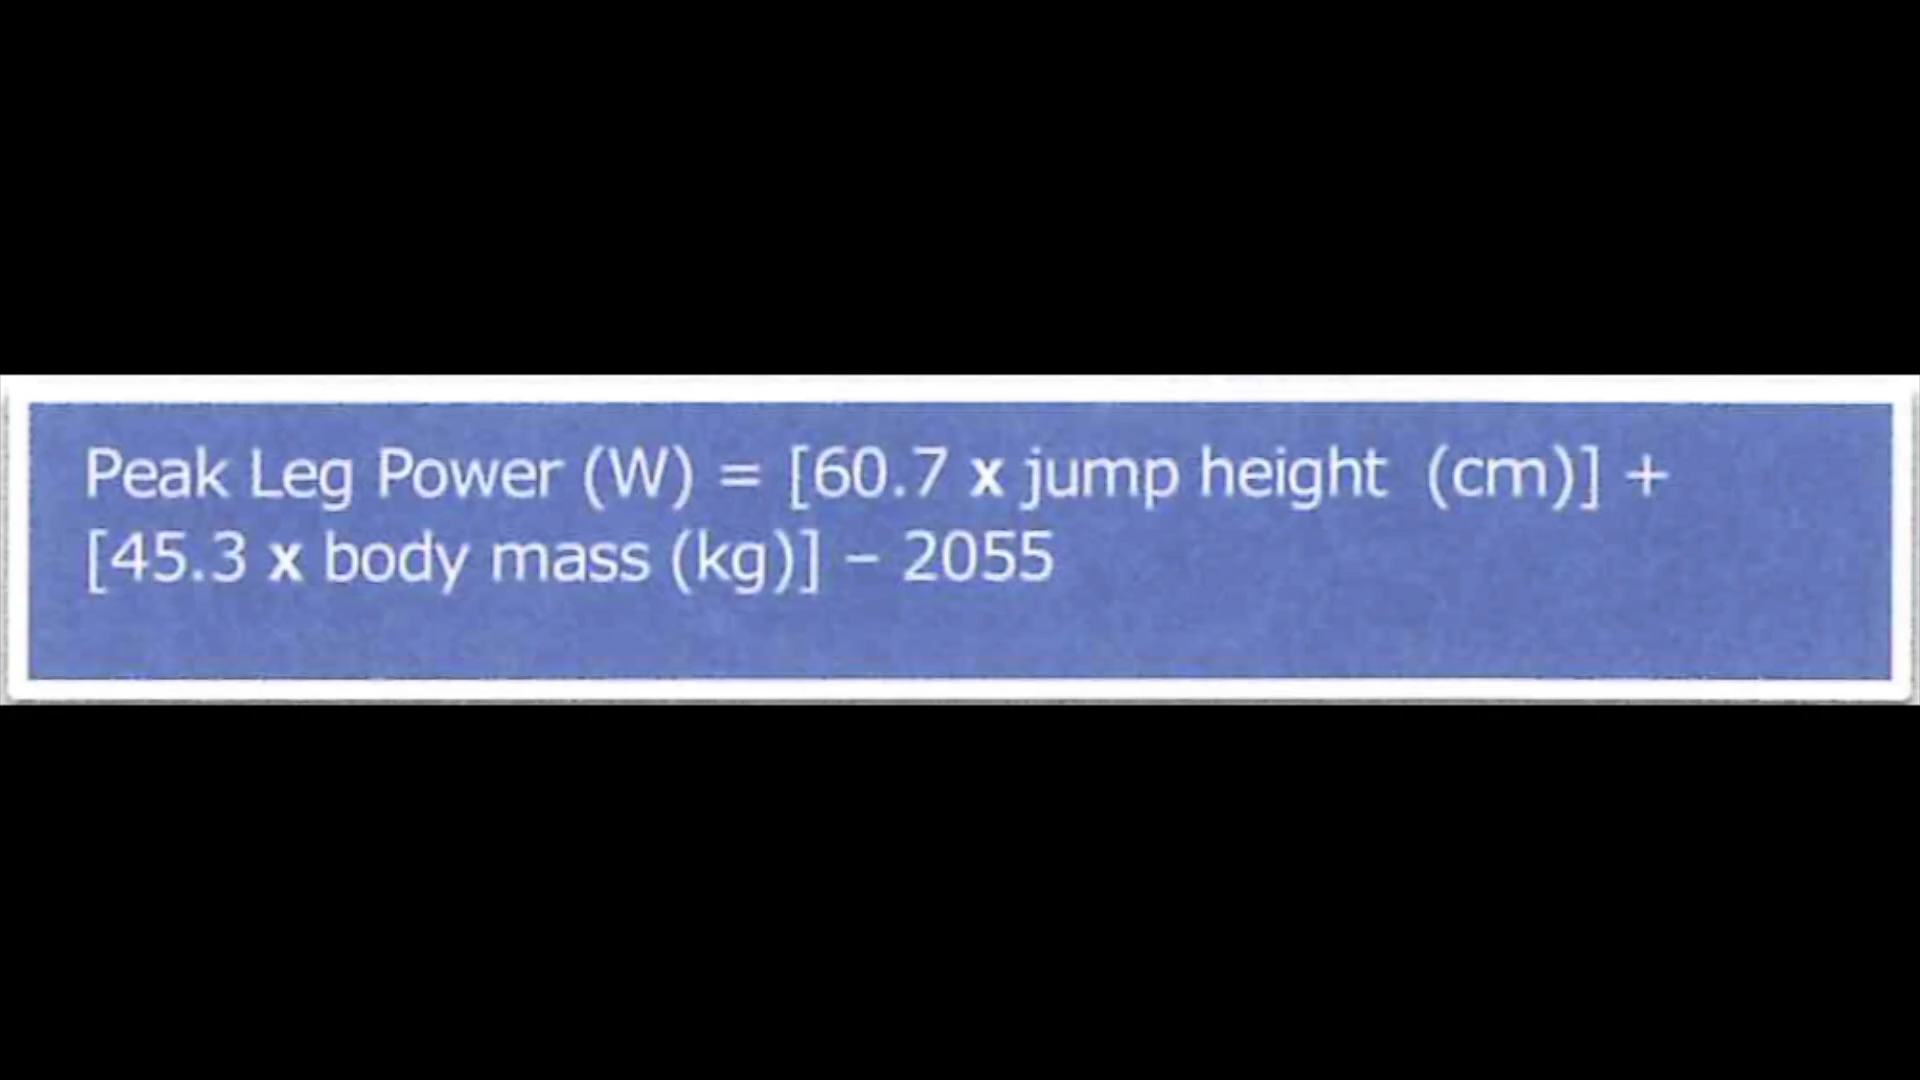 Peak Leg Power (W) = [60.7 x jump height (cm)] +
[45.3 x body mass (kg)] – 2055